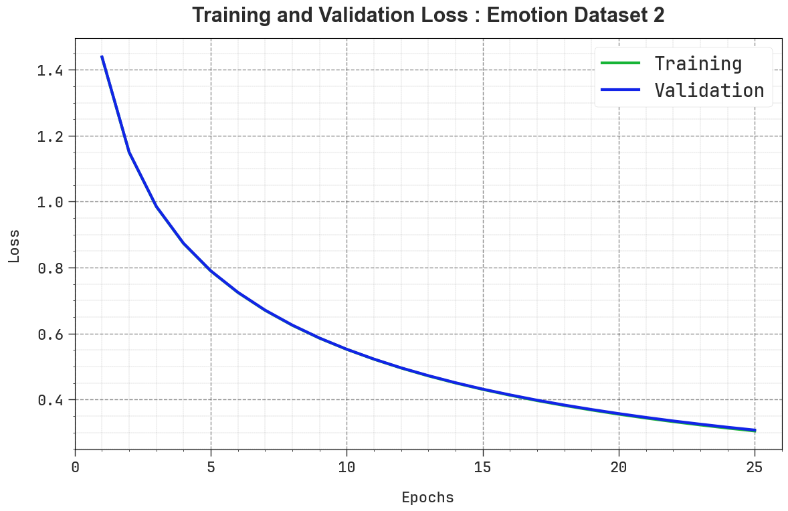 Training and Validation Loss : Emotion Dataset 2
Training
Validation
Loss
1.4
1.2
1.0
0.8
0.6
0.4
0 5 10 15 20 25
Epochs